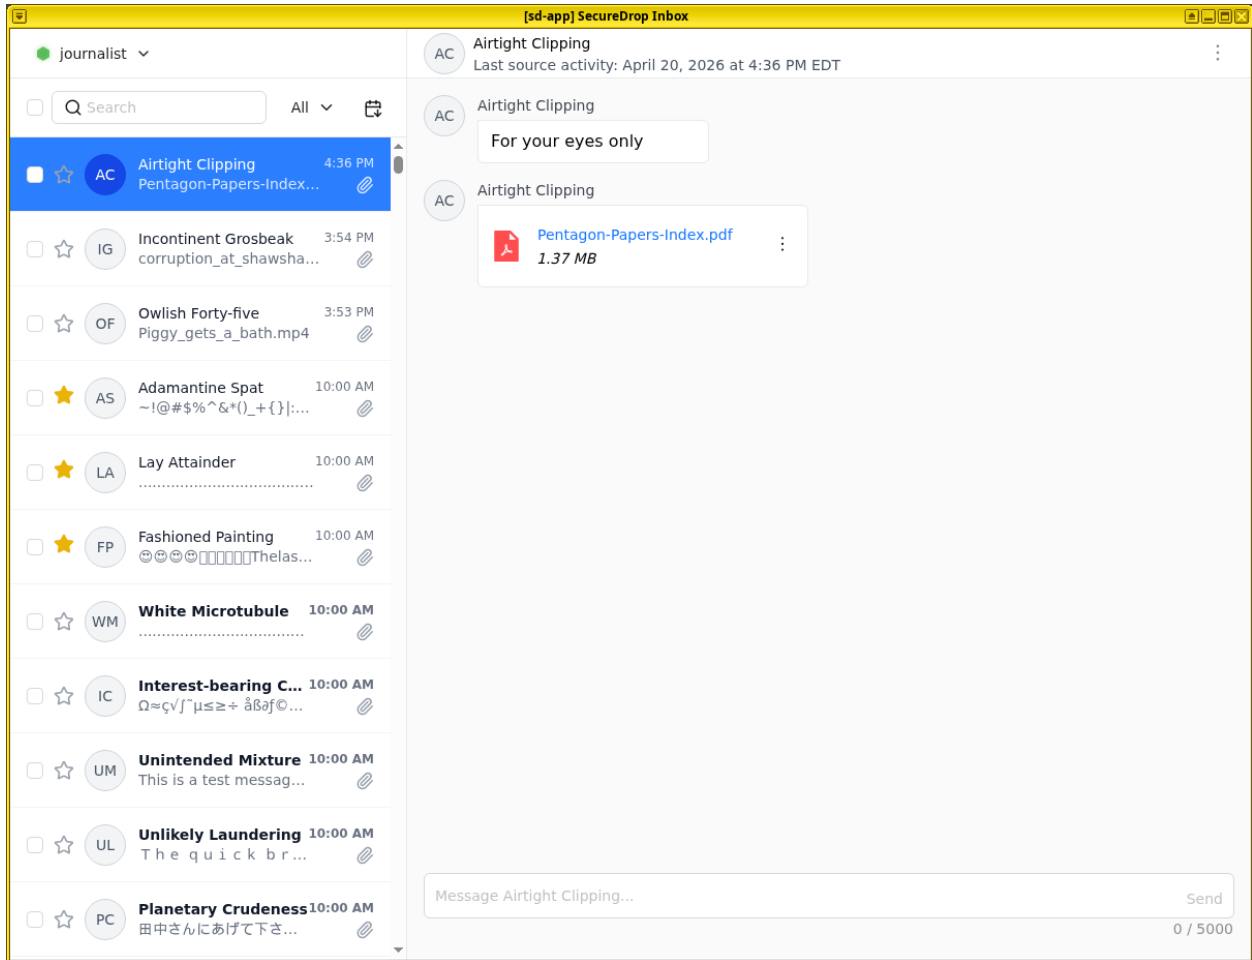 [sd-app] SecureDrop Inbox
journalist
Search
All
AC
Airtight Clipping
4:36 PM
Pentagon-Papers-Index...
IG
Incontinent Grosbeak
3:54 PM
corruption_at_shawsha...
OF
Owlish Forty-five
3:53 PM
Piggy_gets_a_bath.mp4
AS
Adamantine Spat
10:00 AM
~!@#$%^&*()_+{}|:...
LA
Lay Attainder
10:00 AM
......................................
FP
Fashioned Painting
10:00 AM
😍😍😍😍▯▯▯▯▯▯Thelas...
WM
White Microtubule
10:00 AM
....................................
IC
Interest-bearing C...
10:00 AM
Ω≈ç√∫˜µ≤≥÷ åß∂ƒ©...
UM
Unintended Mixture
10:00 AM
This is a test messag...
UL
Unlikely Laundering
10:00 AM
Ｔｈｅ ｑｕｉｃｋ ｂｒ...
PC
Planetary Crudeness
10:00 AM
田中さんにあげて下さ...
AC
Airtight Clipping
Last source activity: April 20, 2026 at 4:36 PM EDT
AC
Airtight Clipping
For your eyes only
AC
Airtight Clipping
Pentagon-Papers-Index.pdf
1.37 MB
Message Airtight Clipping...
Send
0 / 5000